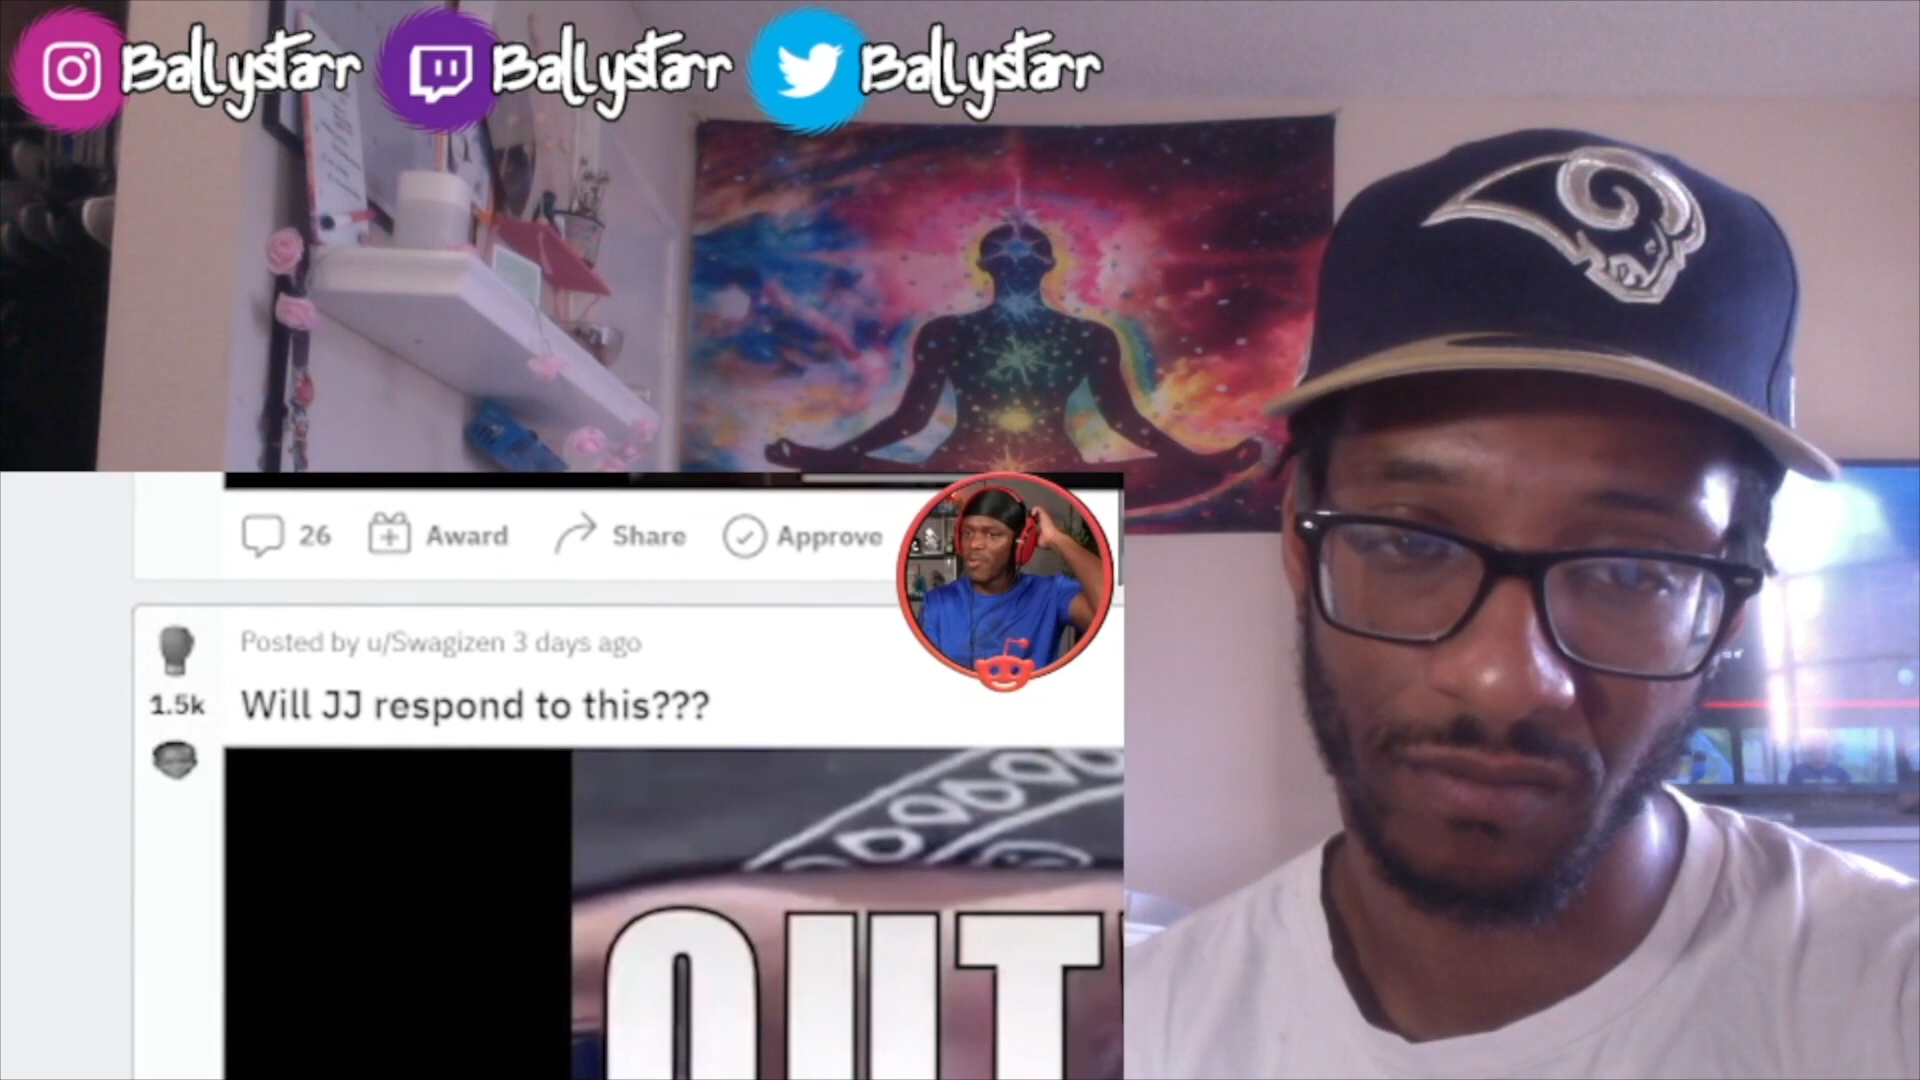 Ballystarr Ballystarr Ballystarr
26 Award Share Approve
Posted by u/Swagizen 3 days ago
1.5k
Will JJ respond to this???
OUT